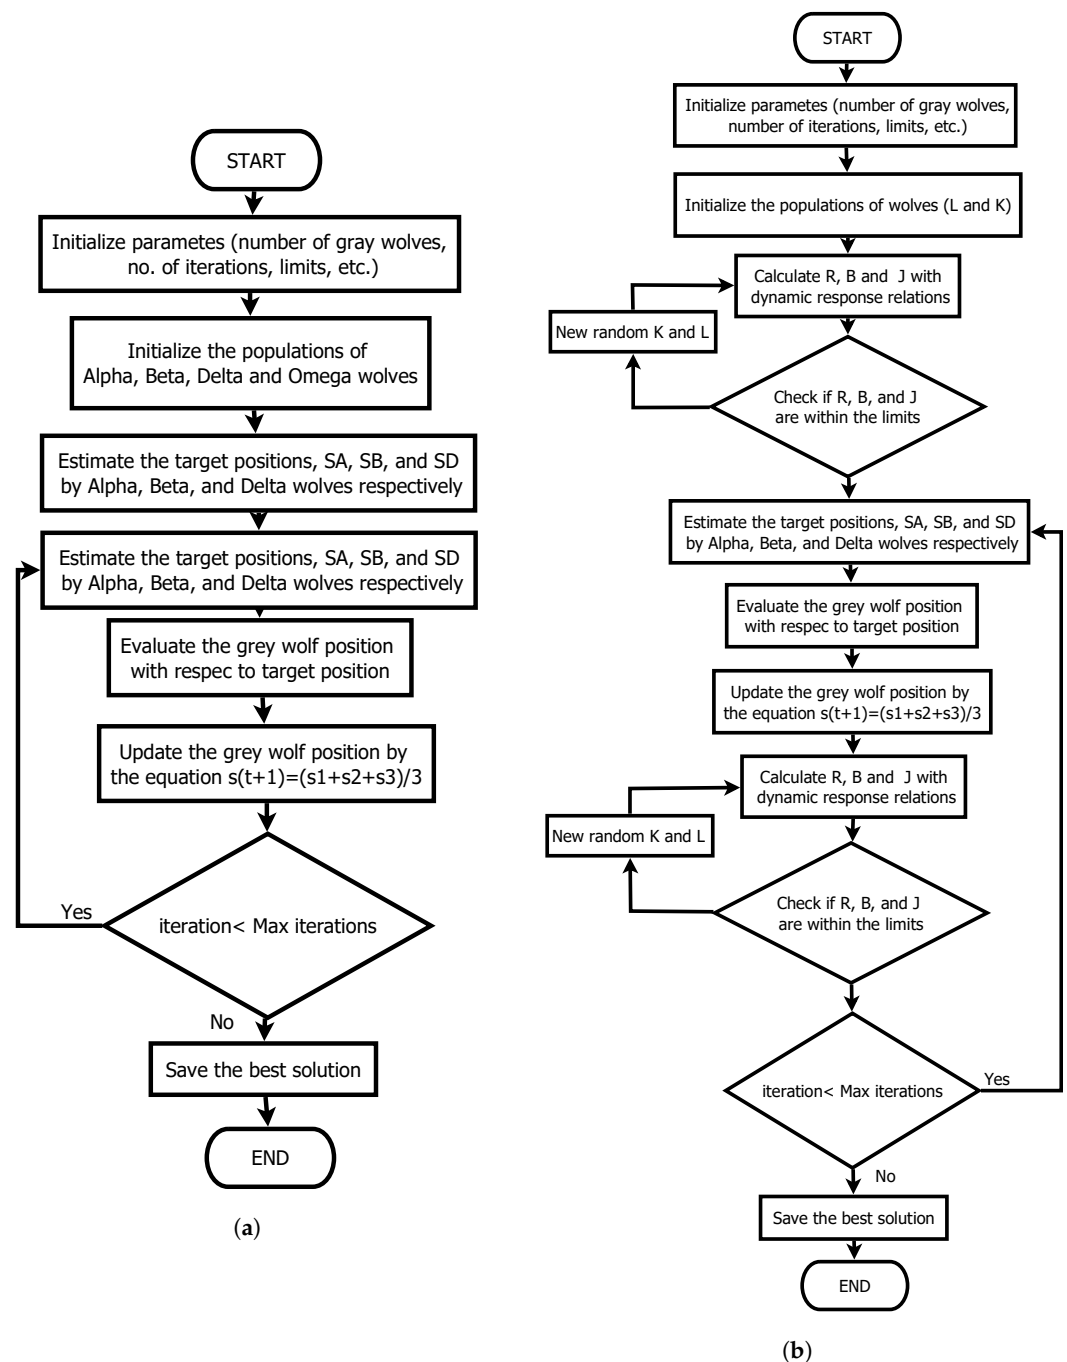 START
Initialize parametes (number of gray wolves,
no. of iterations, limits, etc.)
Initialize the populations of
Alpha, Beta, Delta and Omega wolves
Estimate the target positions, SA, SB, and SD
by Alpha, Beta, and Delta wolves respectively
Estimate the target positions, SA, SB, and SD
by Alpha, Beta, and Delta wolves respectively
Evaluate the grey wolf position
with respec to target position
Update the grey wolf position by
the equation s(t+1)=(s1+s2+s3)/3
Yes
iteration< Max iterations
No
Save the best solution
END
(a)
START
Initialize parametes (number of gray wolves,
number of iterations, limits, etc.)
Initialize the populations of wolves (L and K)
Calculate R, B and J with
dynamic response relations
New random K and L
Check if R, B, and J
are within the limits
Estimate the target positions, SA, SB, and SD
by Alpha, Beta, and Delta wolves respectively
Evaluate the grey wolf position
with respec to target position
Update the grey wolf position by
the equation s(t+1)=(s1+s2+s3)/3
Calculate R, B and J with
dynamic response relations
New random K and L
Check if R, B, and J
are within the limits
iteration< Max iterations
Yes
No
Save the best solution
END
(b)